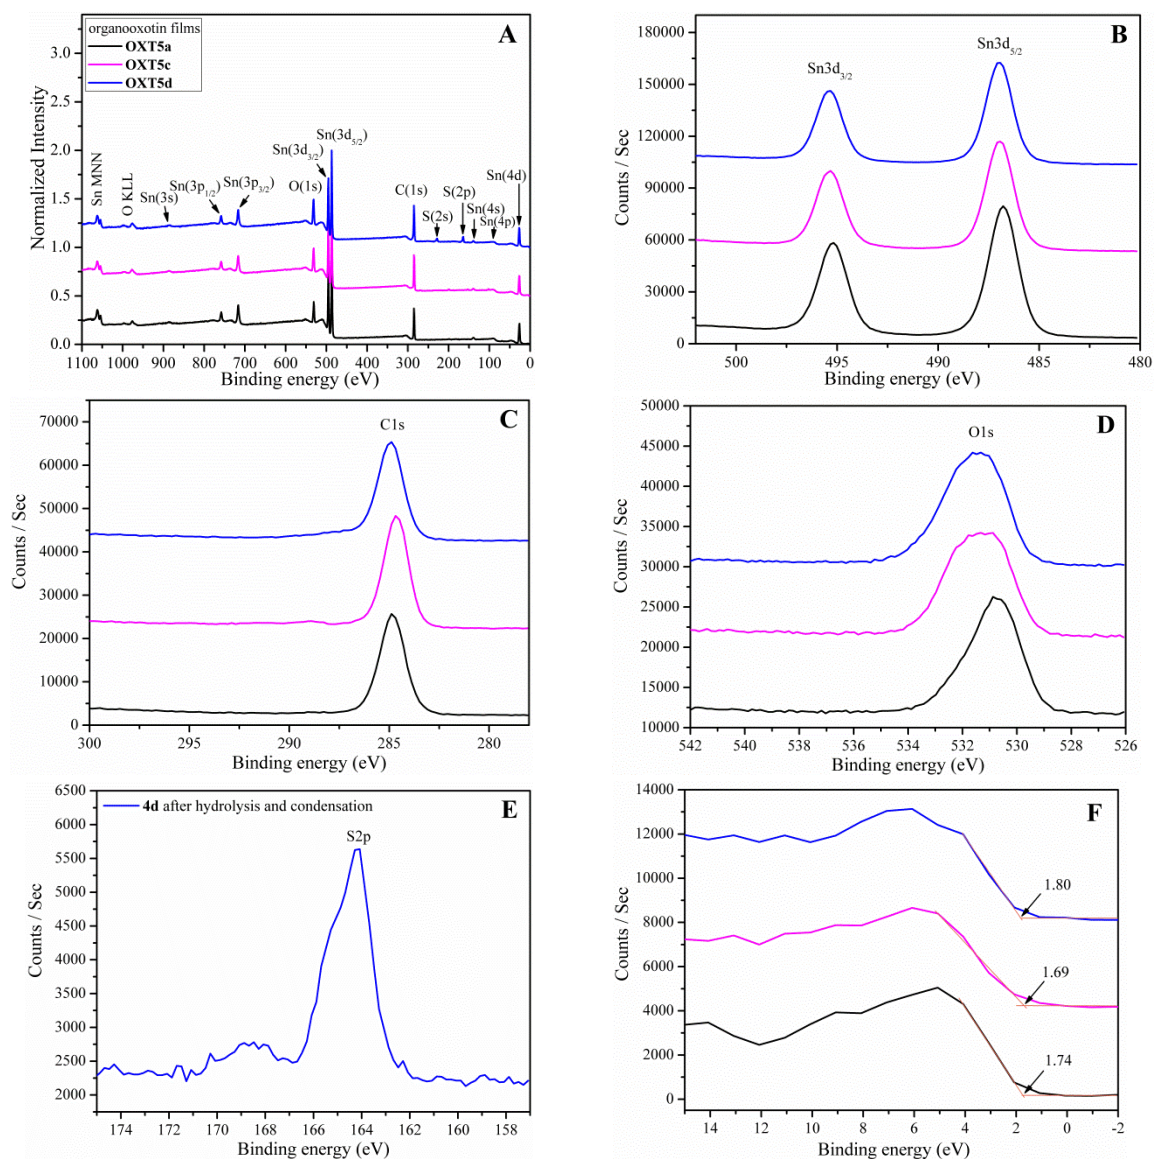 organooxotin films
OXT5a
OXT5c
OXT5d
A
Normalized Intensity
3.0
2.5
2.0
1.5
1.0
0.5
0.0
Sn MNN
O KLL
Sn(3s)
Sn(3p1/2)
Sn(3p3/2)
O(1s)
Sn(3d3/2)
Sn(3d5/2)
C(1s)
S(2s)
S(2p)
Sn(4s)
Sn(4p)
Sn(4d)
1100 1000 900 800 700 600 500 400 300 200 100 0
Binding energy (eV)
B
Counts / Sec
180000
150000
120000
90000
60000
30000
0
Sn3d3/2
Sn3d5/2
500 495 490 485 480
Binding energy (eV)
C
Counts / Sec
70000
60000
50000
40000
30000
20000
10000
0
C1s
300 295 290 285 280
Binding energy (eV)
D
Counts / Sec
50000
45000
40000
35000
30000
25000
20000
15000
10000
O1s
542 540 538 536 534 532 530 528 526
Binding energy (eV)
E
4d after hydrolysis and condensation
S2p
Counts / Sec
6500
6000
5500
5000
4500
4000
3500
3000
2500
2000
174 172 170 168 166 164 162 160 158
Binding energy (eV)
F
Counts / Sec
14000
12000
10000
8000
6000
4000
2000
0
1.80
1.69
1.74
14 12 10 8 6 4 2 0 -2
Binding energy (eV)